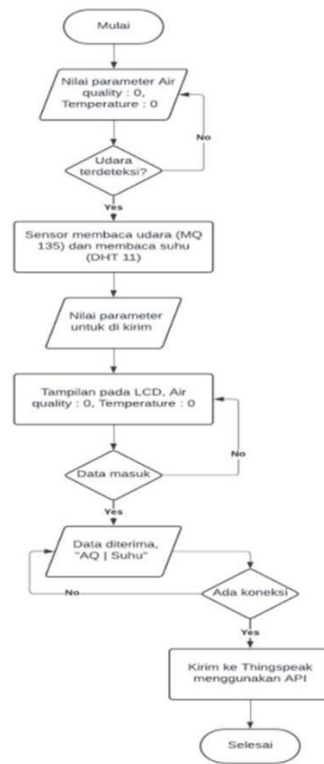 Mulai
Nilai parameter Air
quality : 0,
Temperature : 0
No
Udara
terdeteksi?
Yes
Sensor membaca udara (MQ
135) dan membaca suhu
(DHT 11)
Nilai parameter
untuk di kirim
Tampilan pada LCD, Air
quality : 0, Temperature : 0
No
Data masuk
Yes
Data diterima,
"AQ | Suhu"
No
Ada koneksi
Yes
Kirim ke Thingspeak
menggunakan API
Selesai